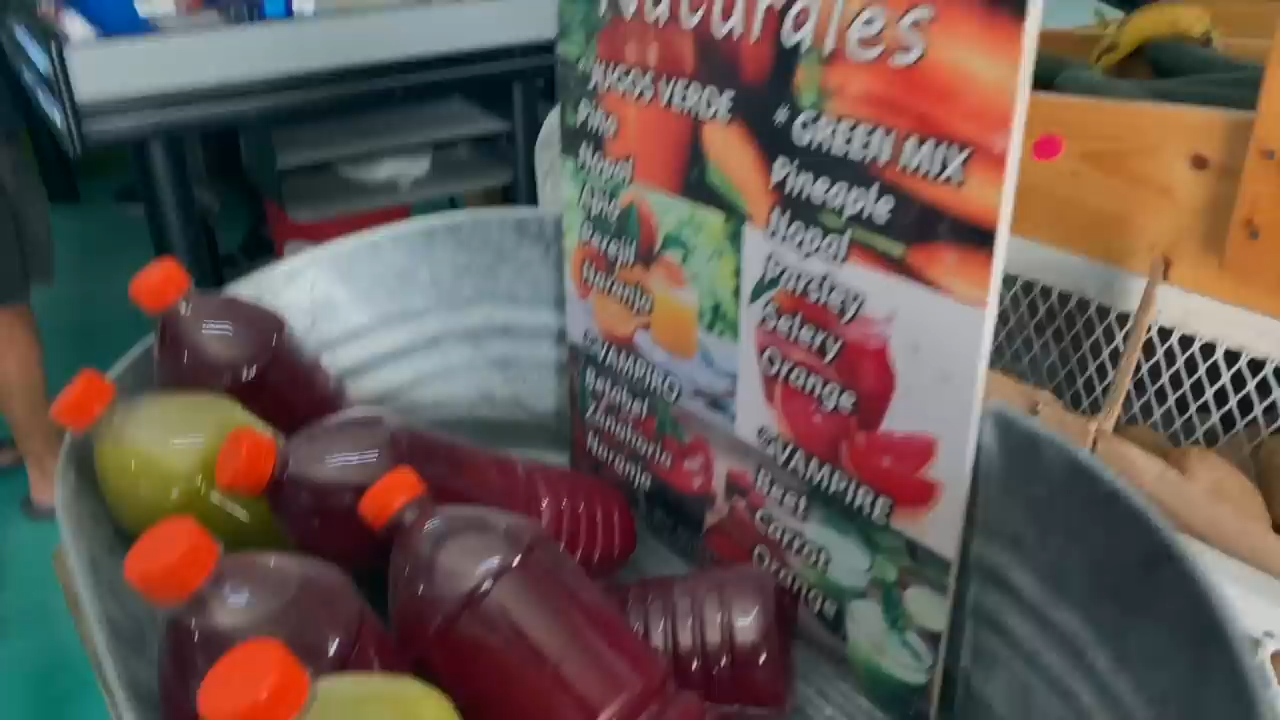 Naturales
*JUGOS VERDE
Piña
Nopal
Apio
Perejil
Naranja
VAMPIRO
Betabel
Zanahoria
Naranja
* GREEN MIX
Pineapple
Nopal
Parsley
Celery
Orange
VAMPIRE
Beet
Carrot
Orange